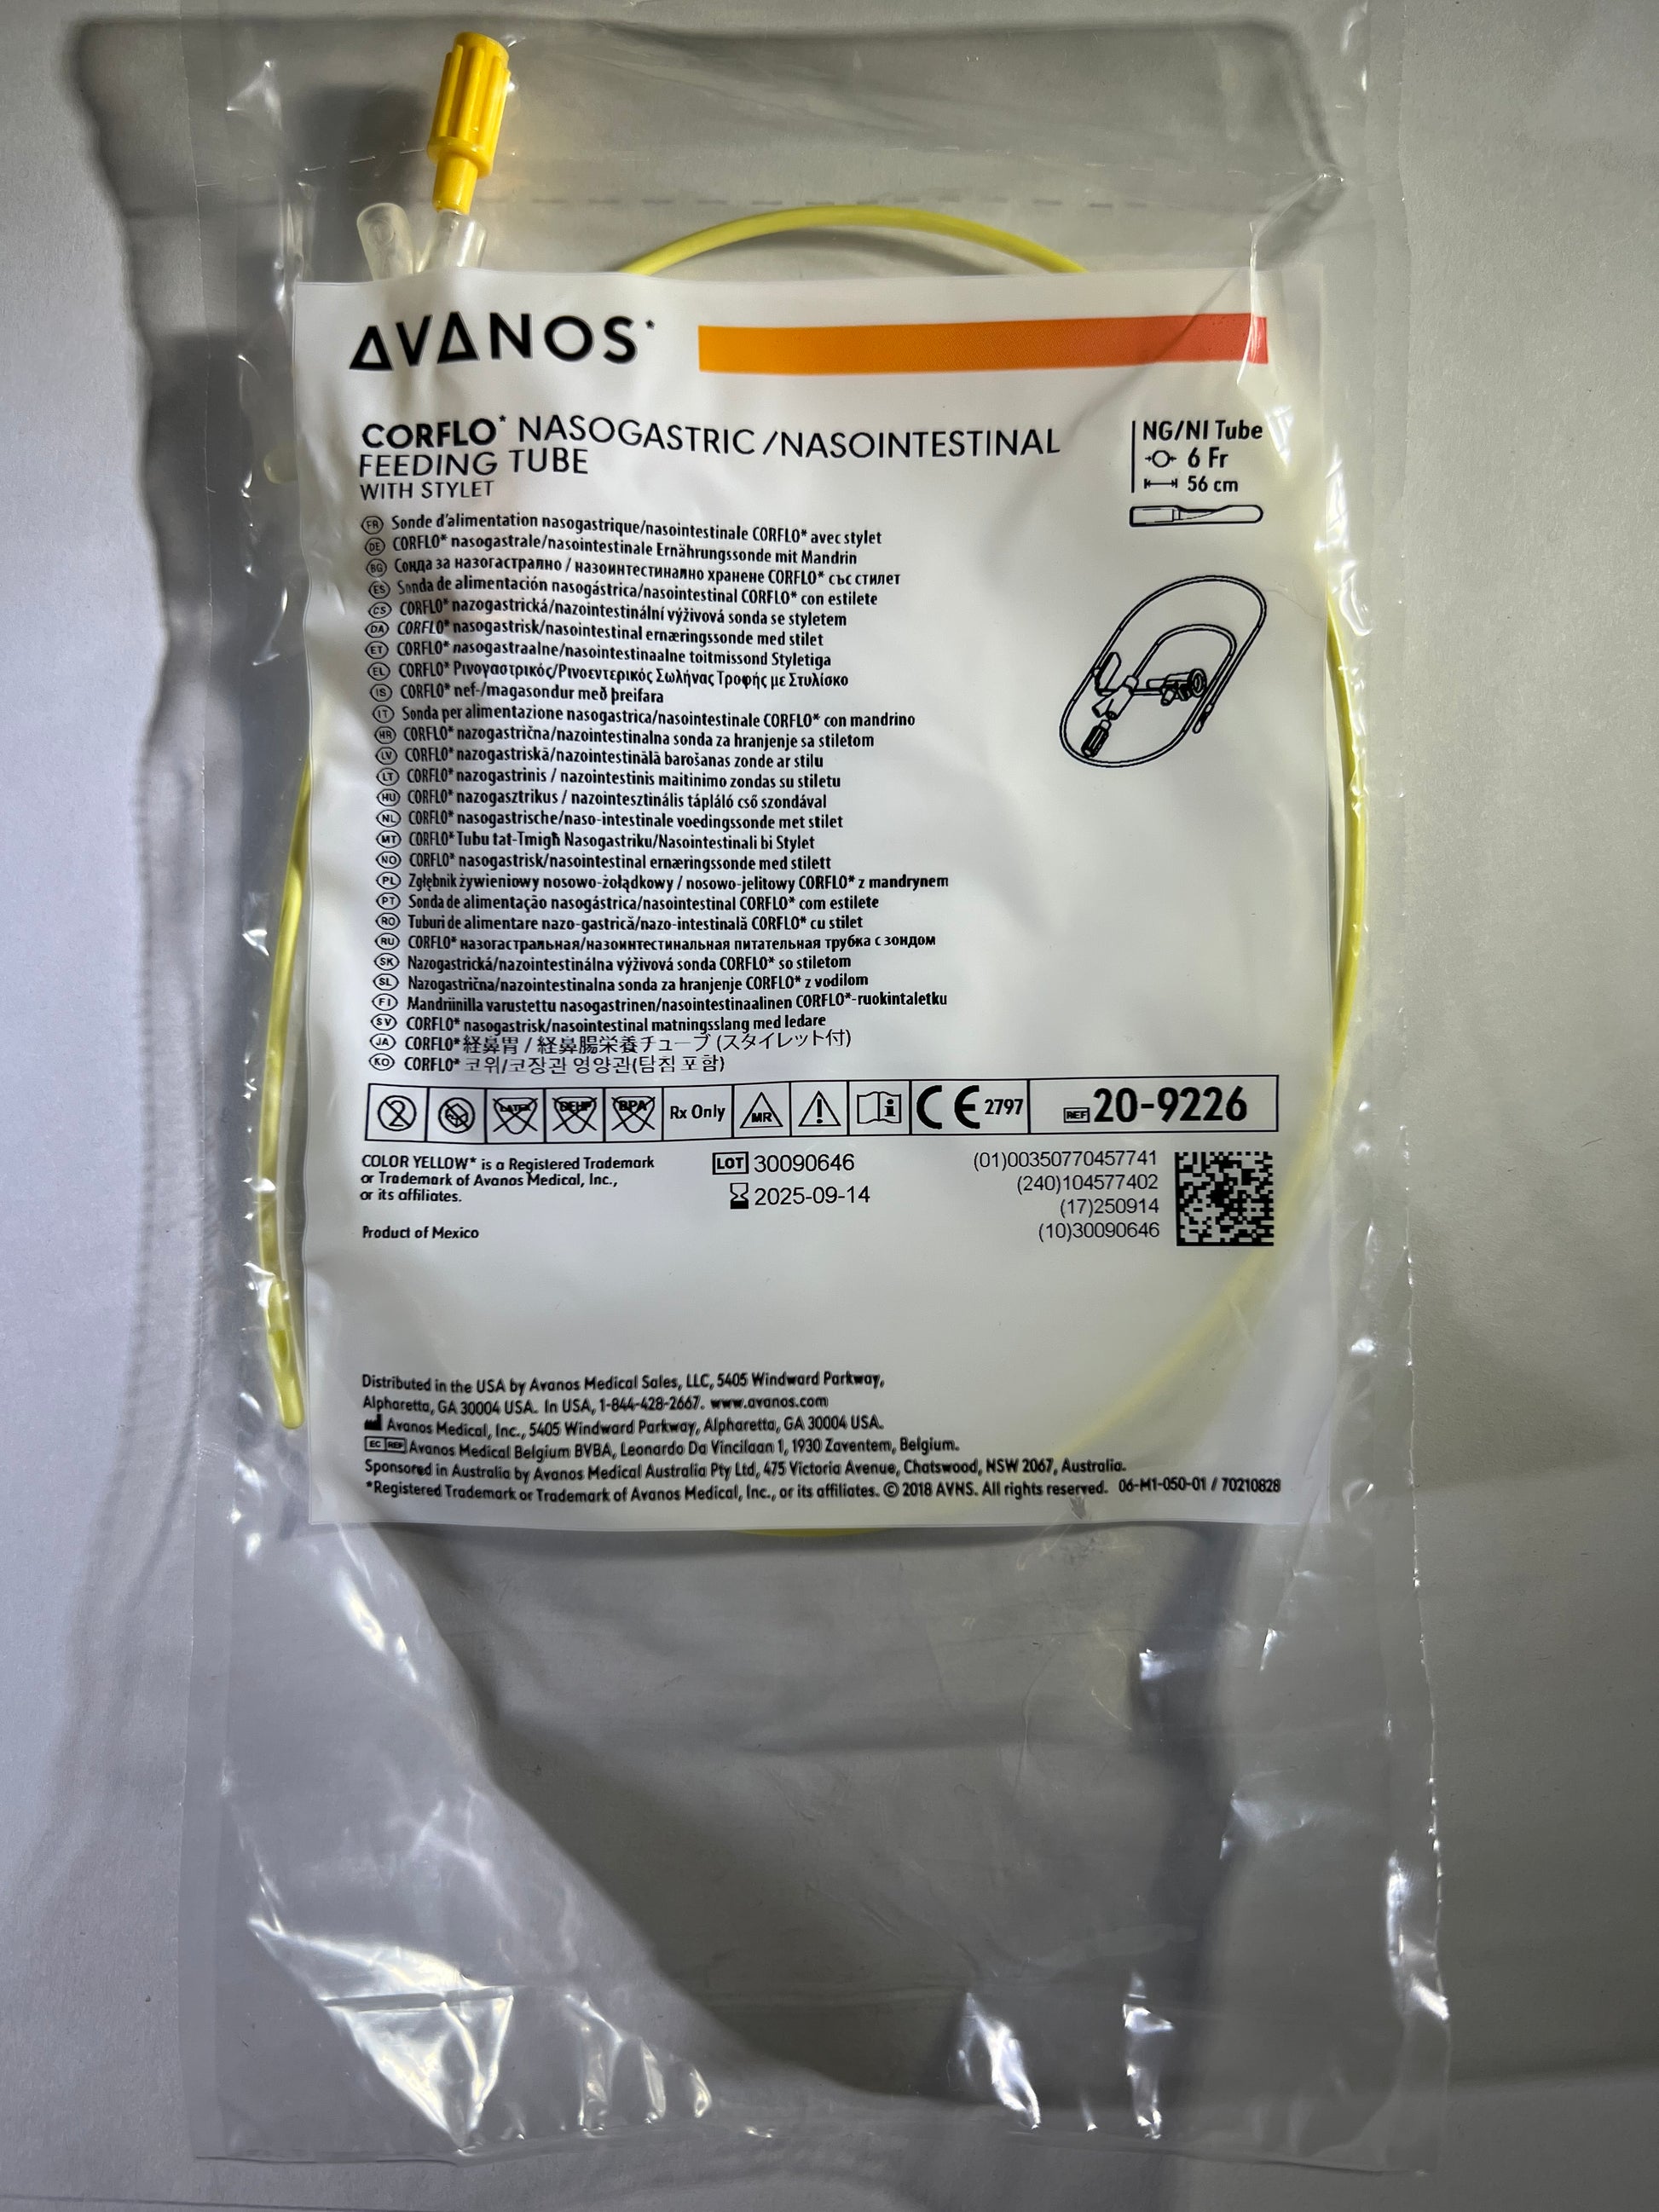 AVANOS*
CORFLO* NASOGASTRIC/NASOINTESTINAL
FEEDING TUBE
WITH STYLET
NG/NI Tube
6 Fr
56 cm
FR Sonde d'alimentation nasogastrique/nasointestinale CORFLO* avec stylet
DE CORFLO* nasogastrale/nasointestinale Ernährungssonde mit Mandrin
BG Сонда за назогастрално / назоинтестинално хранене CORFLO* със стилет
ES Sonda de alimentación nasogástrica/nasointestinal CORFLO* con estilete
CS CORFLO* nazogastrická/nazointestinální výživová sonda se styletem
DA CORFLO* nasogastrisk/nasointestinal ernæringssonde med stilet
ET CORFLO* nasogastraalne/nasointestinaalne toitmissond Styletiga
EL CORFLO* Ρινογαστρικός/Ρινοεντερικός Σωλήνας Τροφής με Στυλίσκο
IS CORFLO* nef-/magasondur með þreifara
IT Sonda per alimentazione nasogastrica/nasointestinale CORFLO* con mandrino
HR CORFLO* nazogastrična/nazointestinalna sonda za hranjenje sa stiletom
LV CORFLO* nazogastriskā/nazointestinālā barošanas zonde ar stilu
LT CORFLO* nazogastrinis / nazointestinis maitinimo zondas su stiletu
HU CORFLO* nazogasztrikus / nazointesztinális tápláló cső szondával
NL CORFLO* nasogastrische/naso-intestinale voedingssonde met stilet
MT CORFLO* Tubu tat-Tmigħ Nasogastriku/Nasointestinali bi Stylet
NO CORFLO* nasogastrisk/nasointestinal ernæringssonde med stilett
PL Zgłębnik żywieniowy nosowo-żołądkowy / nosowo-jelitowy CORFLO* z mandrynem
PT Sonda de alimentação nasogástrica/nasointestinal CORFLO* com estilete
RO Tuburi de alimentare nazo-gastrică/nazo-intestinală CORFLO* cu stilet
RU CORFLO* назогастральная/назоинтестинальная питательная трубка с зондом
SK Nazogastrická/nazointestinálna výživová sonda CORFLO* so stiletom
SL Nazogastrična/nazointestinalna sonda za hranjenje CORFLO* z vodilom
FI Mandriinilla varustettu nasogastrinen/nasointestinaalinen CORFLO*-ruokintaletku
SV CORFLO* nasogastrisk/nasointestinal matningsslang med ledare
JA CORFLO* 経鼻胃 / 経鼻腸栄養チューブ (スタイレット付)
KO CORFLO* 코위/코장관 영양관(탐침 포함)
2 LATEX DEHP BPA Rx Only MR ! i CE 2797 REF 20-9226
COLOR YELLOW* is a Registered Trademark
or Trademark of Avanos Medical, Inc.,
or its affiliates.
Product of Mexico
LOT 30090646
2025-09-14
(01)00350770457741
(240)104577402
(17)250914
(10)30090646
Distributed in the USA by Avanos Medical Sales, LLC, 5405 Windward Parkway,
Alpharetta, GA 30004 USA. In USA, 1-844-428-2667. www.avanos.com
Avanos Medical, Inc., 5405 Windward Parkway, Alpharetta, GA 30004 USA.
EC REP Avanos Medical Belgium BVBA, Leonardo Da Vincilaan 1, 1930 Zaventem, Belgium.
Sponsored in Australia by Avanos Medical Australia Pty Ltd, 475 Victoria Avenue, Chatswood, NSW 2067, Australia.
*Registered Trademark or Trademark of Avanos Medical, Inc., or its affiliates. © 2018 AVNS. All rights reserved. 06-M1-050-01 / 70210828